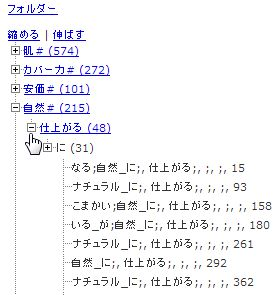 フォルダー
縮める | 伸ばす
肌# (574)
カバー力# (272)
安価# (101)
自然# (215)
仕上がる (48)
に (31)
なる;自然_に;, 仕上がる;, ;, ;, 15
ナチュラル_に;, 仕上がる;, ;, ;, 93
こまかい;自然_に;, 仕上がる;, ;, ;, 158
いる_が;自然_に;, 仕上がる;, ;, ;, 180
ナチュラル_に;, 仕上がる;, ;, ;, 261
自然_に;, 仕上がる;, ;, ;, 292
ナチュラル_に;, 仕上がる;, ;, ;, 362